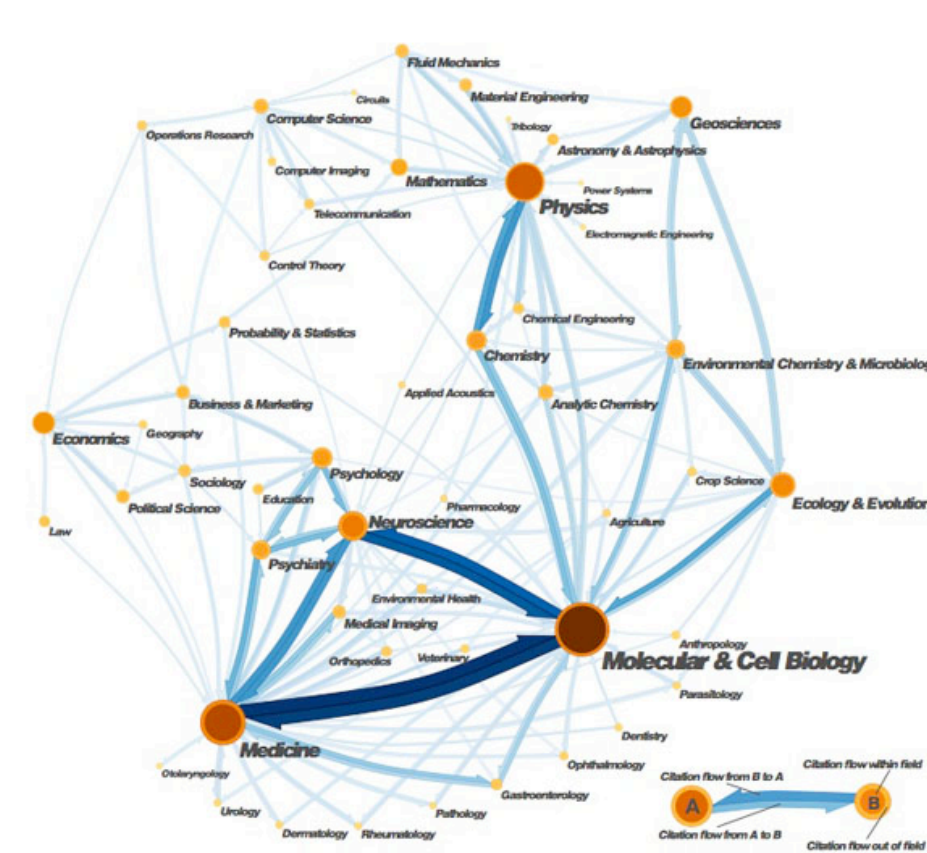 Fluid Mechanics
Material Engineering
Circuits
Computer Science
Geosciences
Tribology
Operations Research
Astronomy & Astrophysics
Computer Imaging
Mathematics
Power Systems
Physics
Telecommunication
Electromagnetic Engineering
Control Theory
Chemical Engineering
Probability & Statistics
Chemistry
Environmental Chemistry & Microbiolog
Applied Acoustics
Analytic Chemistry
Business & Marketing
Geography
Economics
Psychology
Sociology
Crop Science
Education
Political Science
Pharmacology
Ecology & Evolution
Neuroscience
Agriculture
Law
Psychiatry
Environmental Health
Medical Imaging
Anthropology
Orthopedics
Veterinary
Molecular & Cell Biology
Parasitology
Dentistry
Medicine
Ophthalmology
Otolaryngology
Gastroenterology
Urology
Pathology
Dermatology
Rheumatology
Citation flow within field
Citation flow from B to A
A
B
Citation flow from A to B
Citation flow out of field